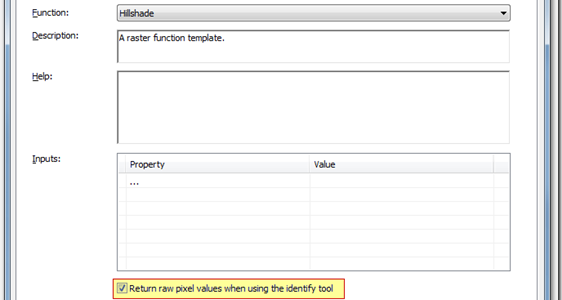 Function: Hillshade
Description: A raster function template.
Help:
Inputs: Property Value
...
Return raw pixel values when using the identify tool